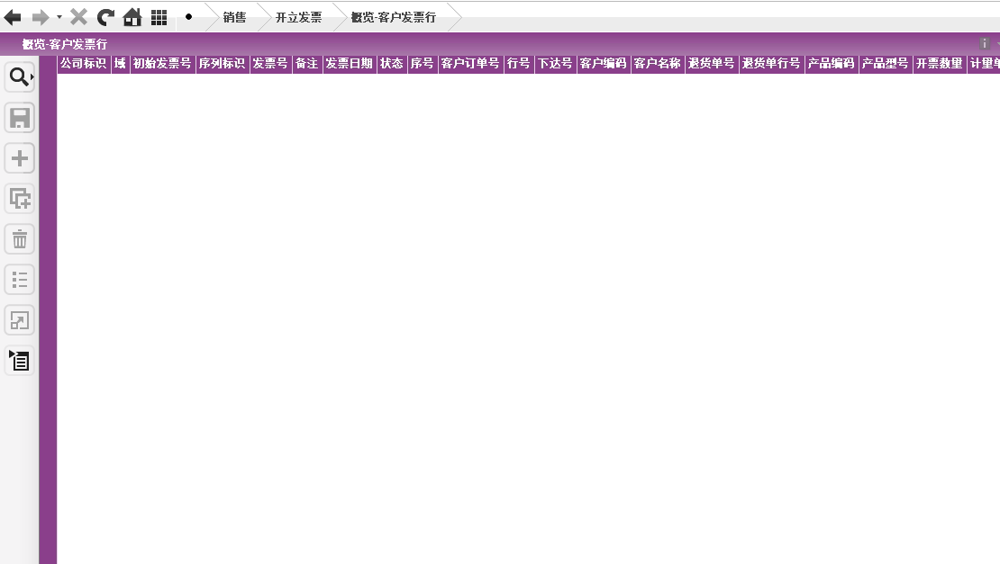 销售 开立发票 概览-客户发票行
概览-客户发票行
公司标识 域 初始发票号 序列标识 发票号 备注 发票日期 状态 序号 客户订单号 行号 下达号 客户编码 客户名称 退货单号 退货单行号 产品编码 产品型号 开票数量 计量单